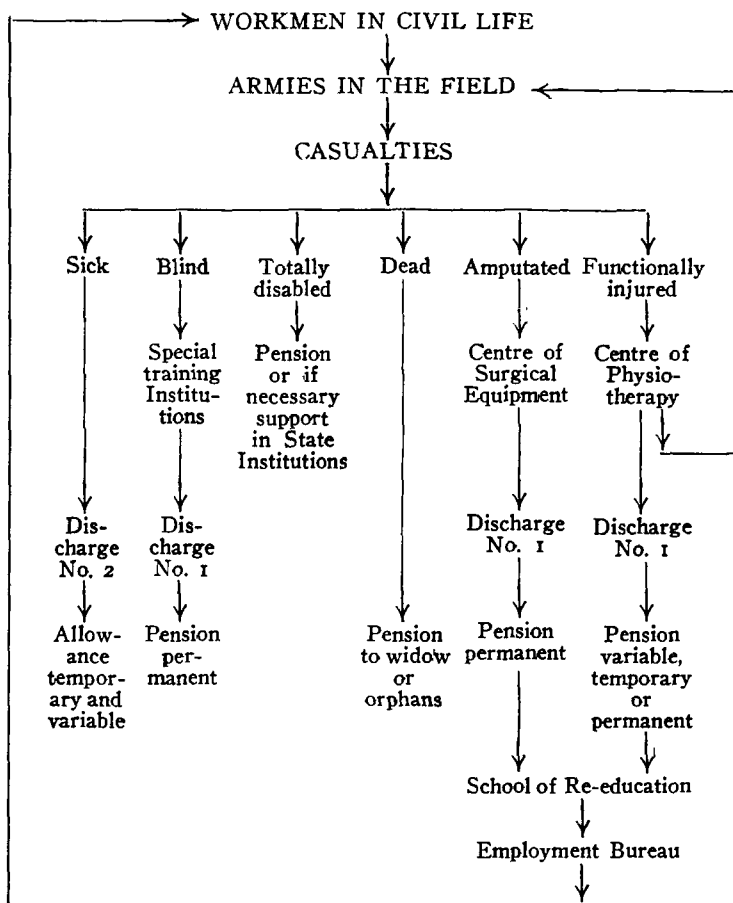 WORKMEN IN CIVIL LIFE
ARMIES IN THE FIELD
CASUALTIES
Sick
Blind
Totally
disabled
Dead
Amputated
Functionally
injured
Special
training
Institu-
tions
Pension
or if
necessary
support
in State
Institutions
Centre of
Surgical
Equipment
Centre of
Physio-
therapy
Dis-
charge
No. 2
Dis-
charge
No. 1
Discharge
No. 1
Discharge
No. 1
Allow-
ance
tempor-
ary and
variable
Pension
per-
manent
Pension
to widow
or
orphans
Pension
permanent
Pension
variable,
temporary
or
permanent
School of Re-education
Employment Bureau